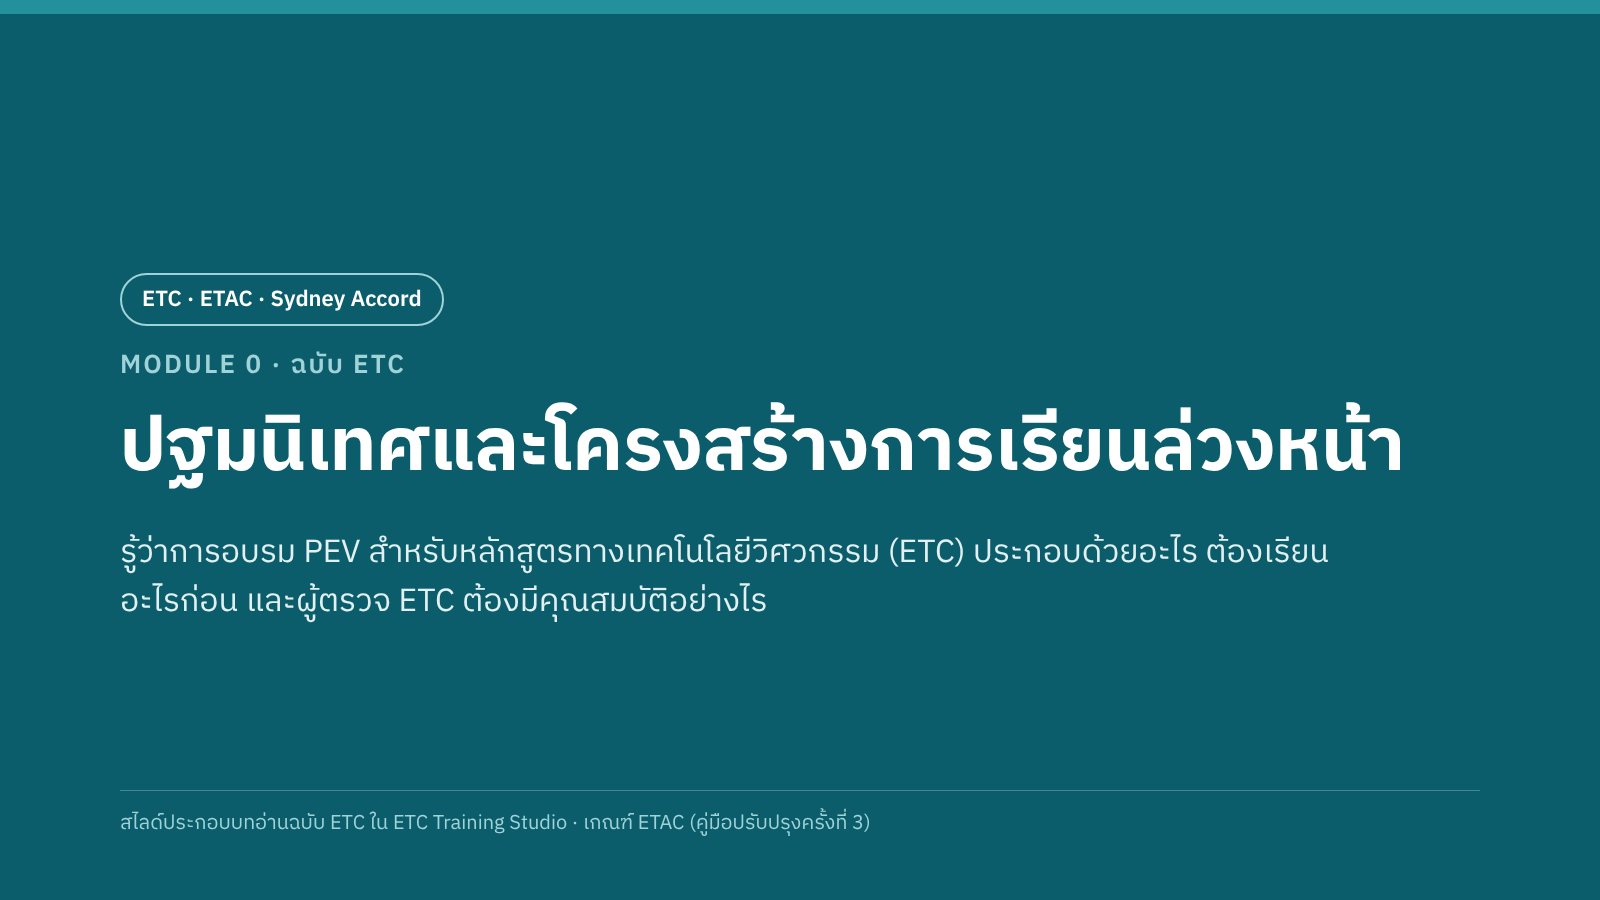 ETC · ETAC · Sydney Accord
MODULE 0 · ฉบับ ETC
ปฐมนิเทศและโครงสร้างการเรียนล่วงหน้า
รู้ว่าการอบรม PEV สำหรับหลักสูตรทางเทคโนโลยีวิศวกรรม (ETC) ประกอบด้วยอะไร ต้องเรียน
อะไรก่อน และผู้ตรวจ ETC ต้องมีคุณสมบัติอย่างไร
สไลด์ประกอบบทอ่านฉบับ ETC ใน ETC Training Studio · เกณฑ์ ETAC (คู่มือปรับปรุงครั้งที่ 3)